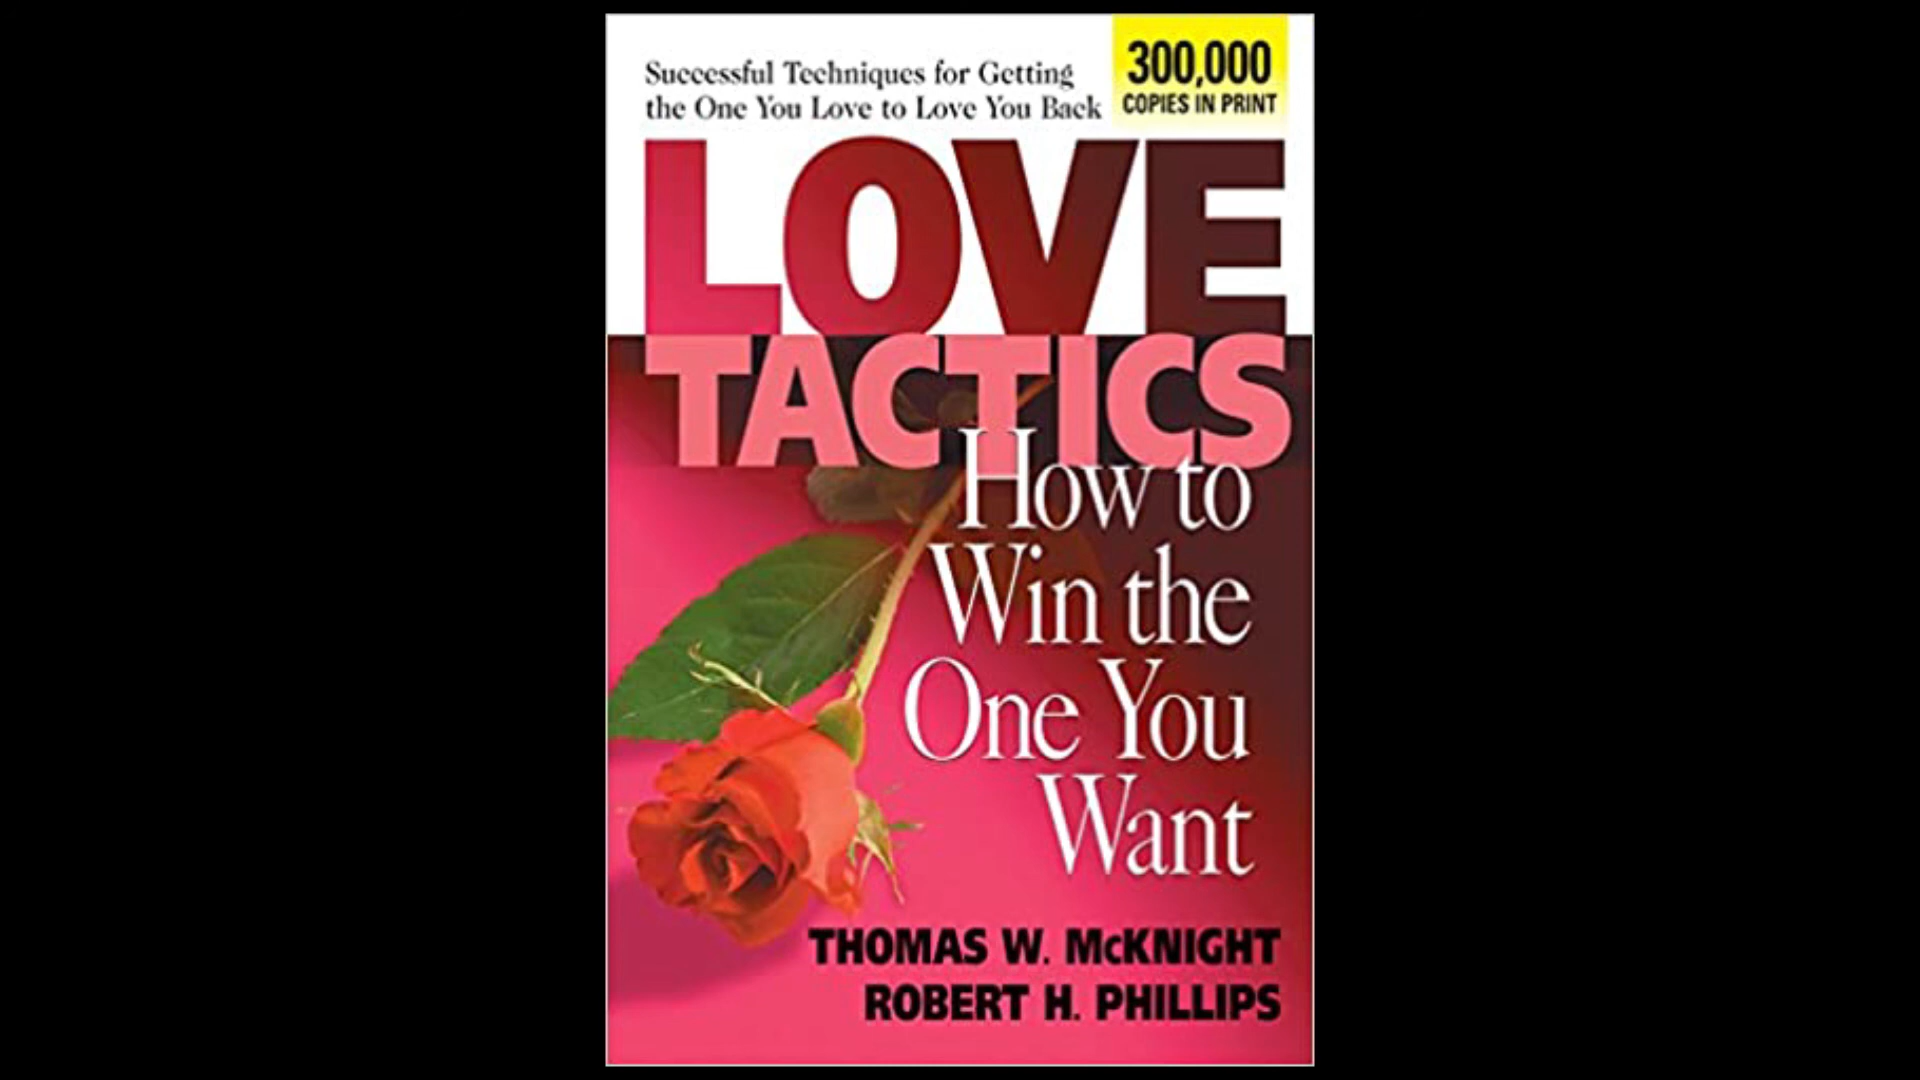 Successful Techniques for Getting
the One You Love to Love You Back
300,000
COPIES IN PRINT
LOVE
TACTICS
How to
Win the
One You
Want
THOMAS W. McKNIGHT
ROBERT H. PHILLIPS